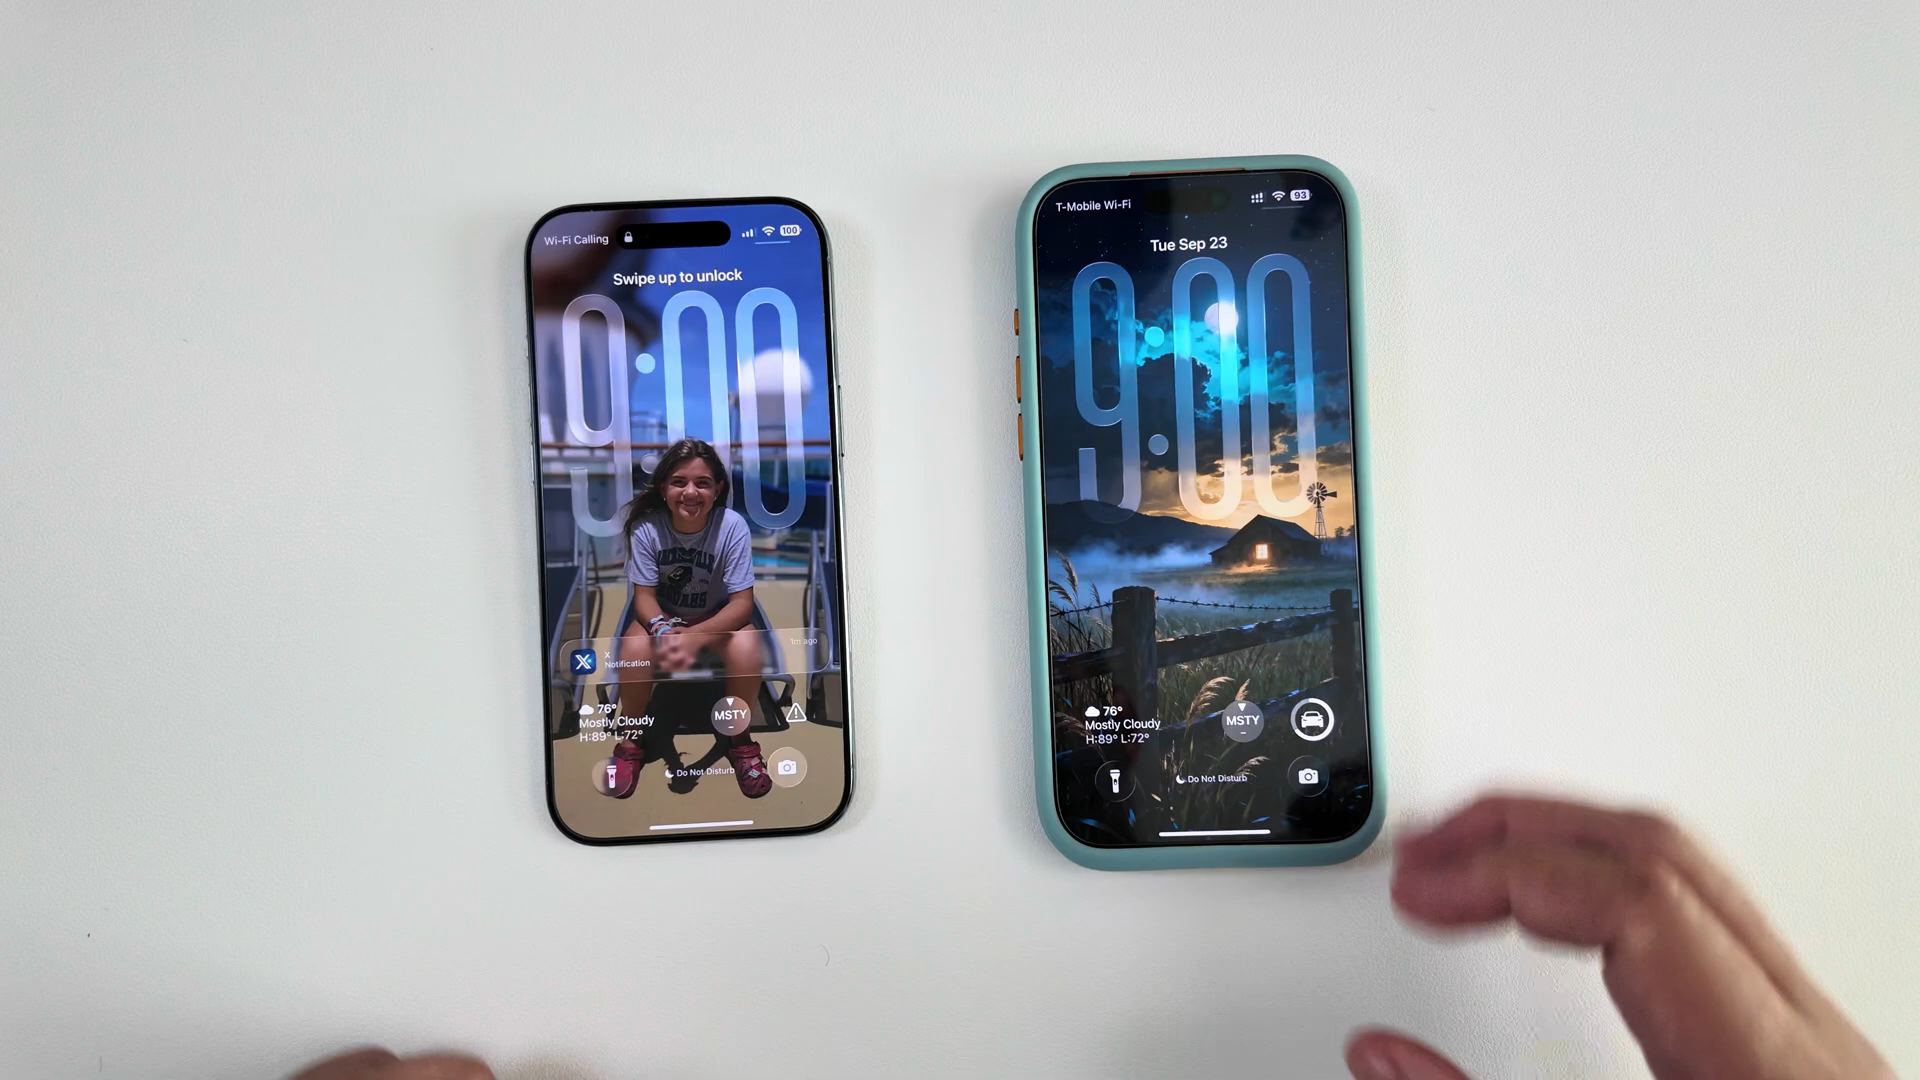 Wi-Fi Calling
100
Swipe up to unlock
9:00
1m ago
X
Notification
76°
Mostly Cloudy
H:89° L:72°
MSTY
Do Not Disturb
T-Mobile Wi-Fi
93
Tue Sep 23
9:00
76°
Mostly Cloudy
H:89° L:72°
MSTY
Do Not Disturb